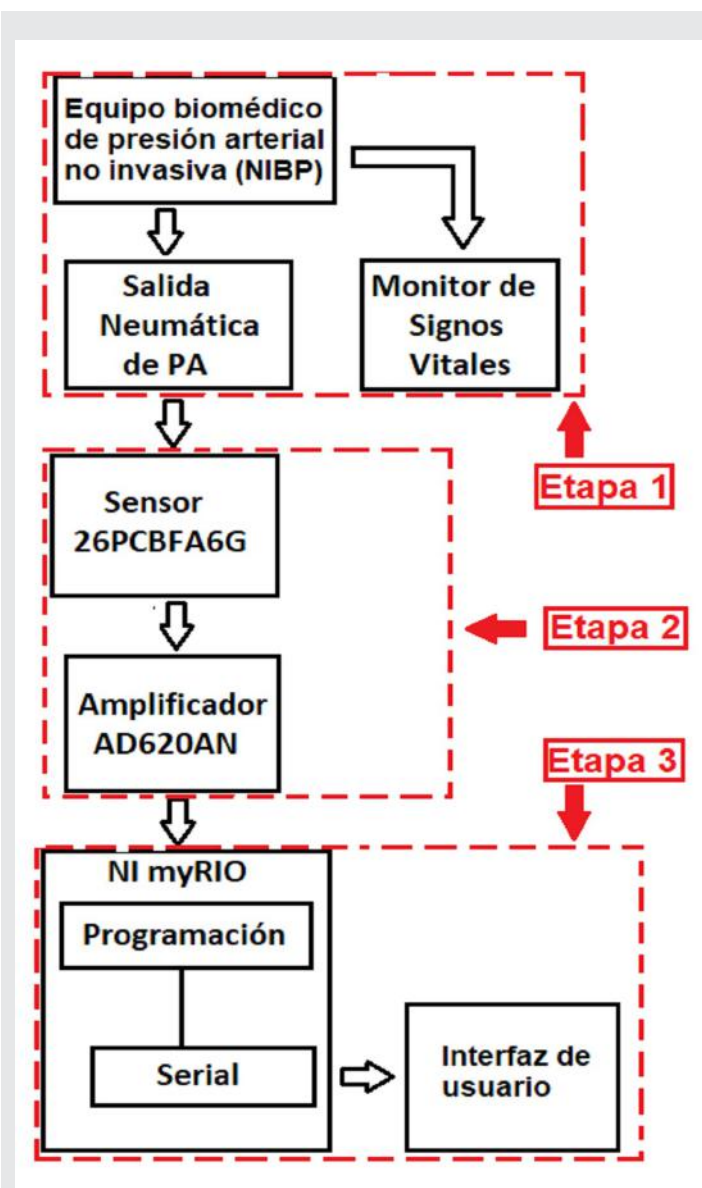 Equipo biomédico
de presión arterial
no invasiva (NIBP)
Salida
Neumática
de PA
Monitor de
Signos
Vitales
Etapa 1
Sensor
26PCBFA6G
Etapa 2
Amplificador
AD620AN
Etapa 3
NI myRIO
Programación
Serial
Interfaz de
usuario